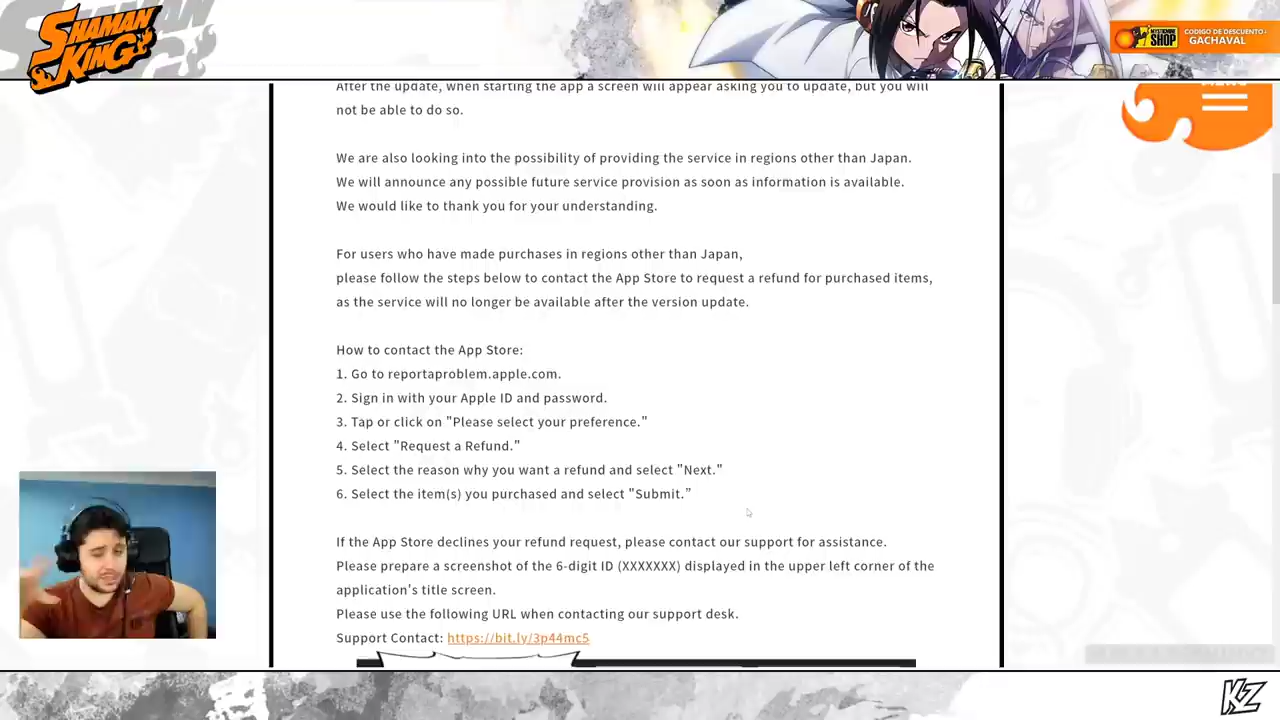 SHAMAN
KING
MYSTICMINE
SHOP
CODIGO DE DESCUENTO
GACHAVAL
MENU
After the update, when starting the app a screen will appear asking you to update, but you will
not be able to do so.
We are also looking into the possibility of providing the service in regions other than Japan.
We will announce any possible future service provision as soon as information is available.
We would like to thank you for your understanding.
For users who have made purchases in regions other than Japan,
please follow the steps below to contact the App Store to request a refund for purchased items,
as the service will no longer be available after the version update.
How to contact the App Store:
1. Go to reportaproblem.apple.com.
2. Sign in with your Apple ID and password.
3. Tap or click on "Please select your preference."
4. Select "Request a Refund."
5. Select the reason why you want a refund and select "Next."
6. Select the item(s) you purchased and select "Submit.”
If the App Store declines your refund request, please contact our support for assistance.
Please prepare a screenshot of the 6-digit ID (XXXXXXX) displayed in the upper left corner of the
application's title screen.
Please use the following URL when contacting our support desk.
Support Contact: https://bit.ly/3p44mc5
KZ